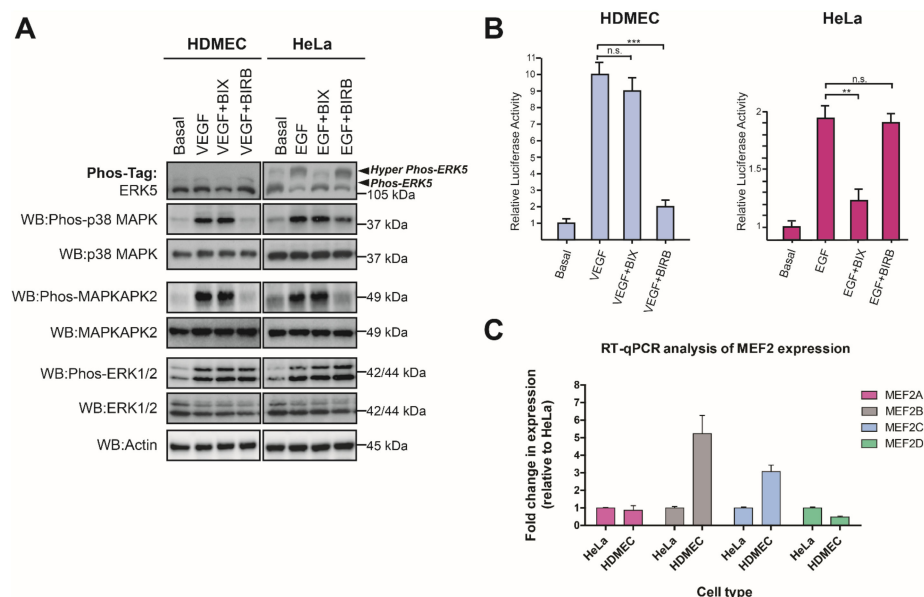 A
HDMEC
HeLa
Basal
VEGF
VEGF+BIX
VEGF+BIRB
Basal
EGF
EGF+BIX
EGF+BIRB
Phos-Tag:
ERK5
Hyper Phos-ERK5
Phos-ERK5
105 kDa
WB:Phos-p38 MAPK
37 kDa
WB:p38 MAPK
37 kDa
WB:Phos-MAPKAPK2
49 kDa
WB:MAPKAPK2
49 kDa
WB:Phos-ERK1/2
42/44 kDa
WB:ERK1/2
42/44 kDa
WB:Actin
45 kDa
B
HDMEC
Relative Luciferase Activity
11
10
9
8
7
6
5
4
3
2
1
0
***
n.s.
Basal
VEGF
VEGF+BIX
VEGF+BIRB
HeLa
Relative Luciferase Activity
2
1.5
1
n.s.
**
Basal
EGF
EGF+BIX
EGF+BIRB
C
RT-qPCR analysis of MEF2 expression
Fold change in expression
(relative to HeLa)
8
7
6
5
4
3
2
1
0
MEF2A
MEF2B
MEF2C
MEF2D
HeLa
HDMEC
HeLa
HDMEC
HeLa
HDMEC
HeLa
HDMEC
Cell type